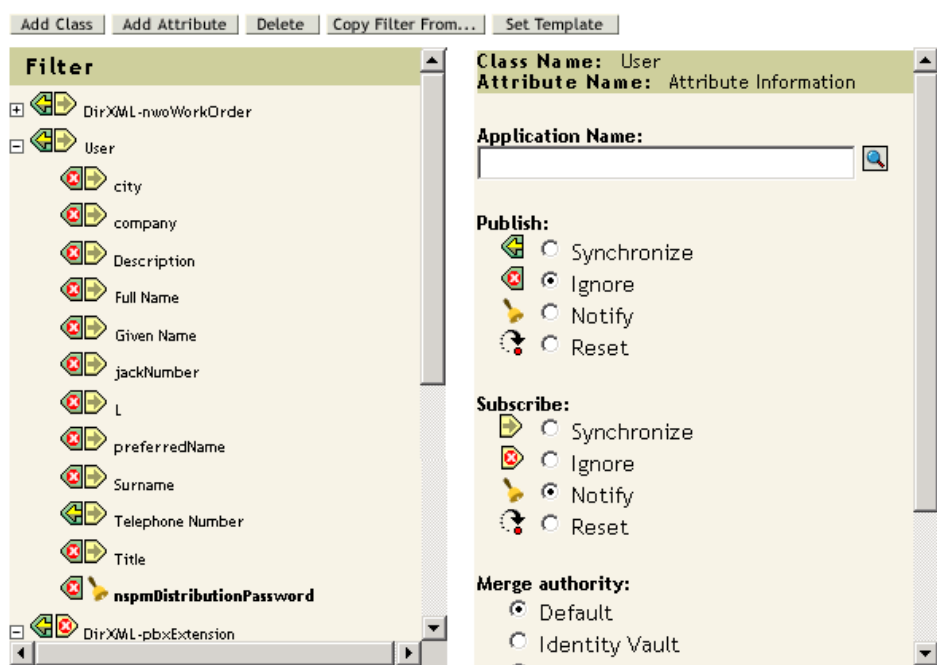 Add Class Add Attribute Delete Copy Filter From... Set Template
Filter
DirXML-nwoWorkOrder
User
city
company
Description
Full Name
Given Name
jackNumber
L
preferredName
Surname
Telephone Number
Title
nspmDistributionPassword
DirXML-pbxExtension
Class Name: User
Attribute Name: Attribute Information
Application Name:
Publish:
Synchronize
Ignore
Notify
Reset
Subscribe:
Synchronize
Ignore
Notify
Reset
Merge authority:
Default
Identity Vault